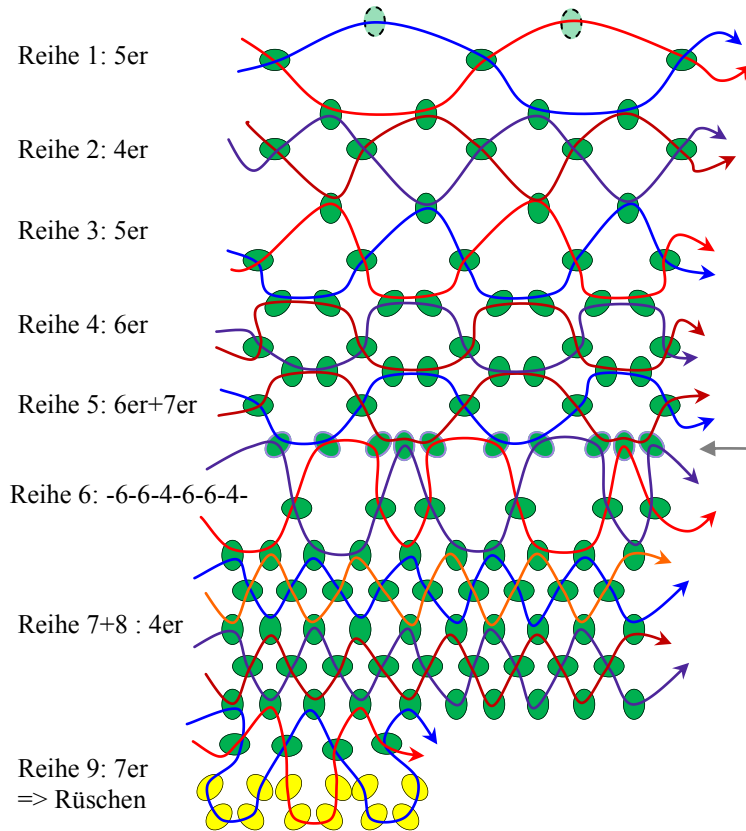 Reihe 1: 5er
Reihe 2: 4er
Reihe 3: 5er
Reihe 4: 6er
Reihe 5: 6er+7er
Reihe 6: -6-6-4-6-6-4-
Reihe 7+8 : 4er
Reihe 9: 7er
=> Rüschen